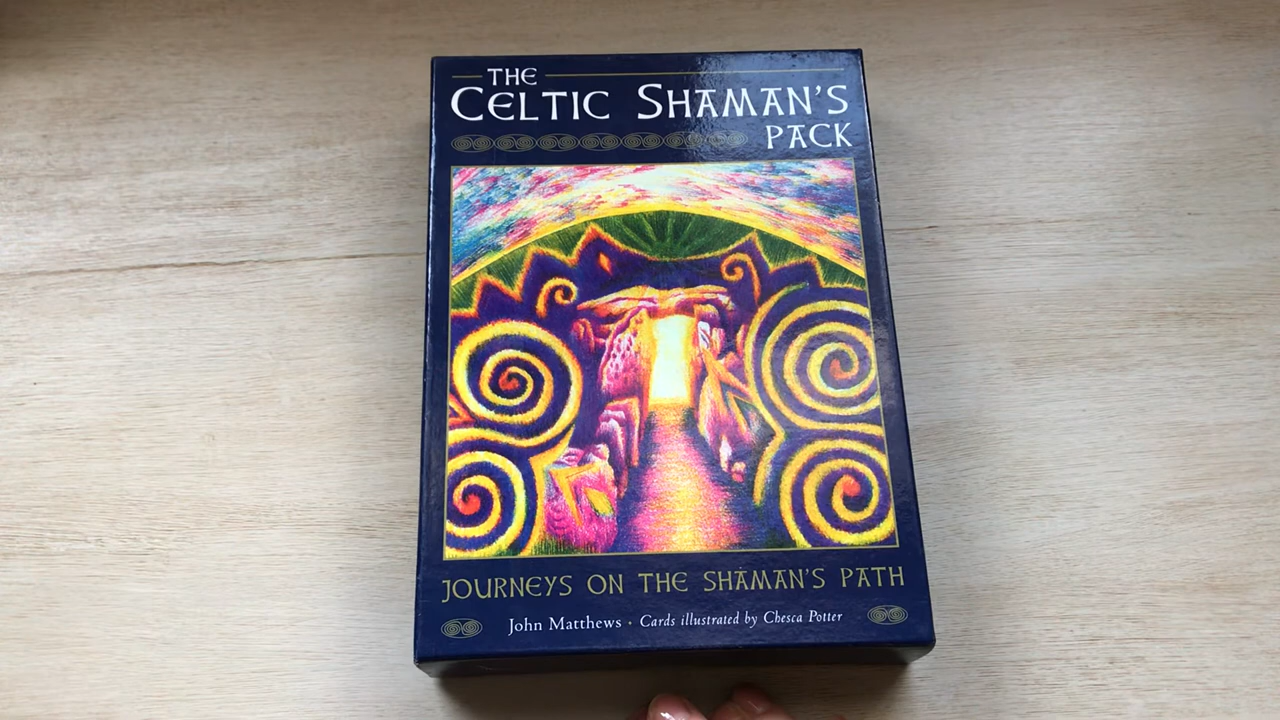 THE
CELTIC SHAMAN'S
PACK
JOURNEYS ON THE SHAMAN'S PATH
John Matthews • Cards illustrated by Chesca Potter